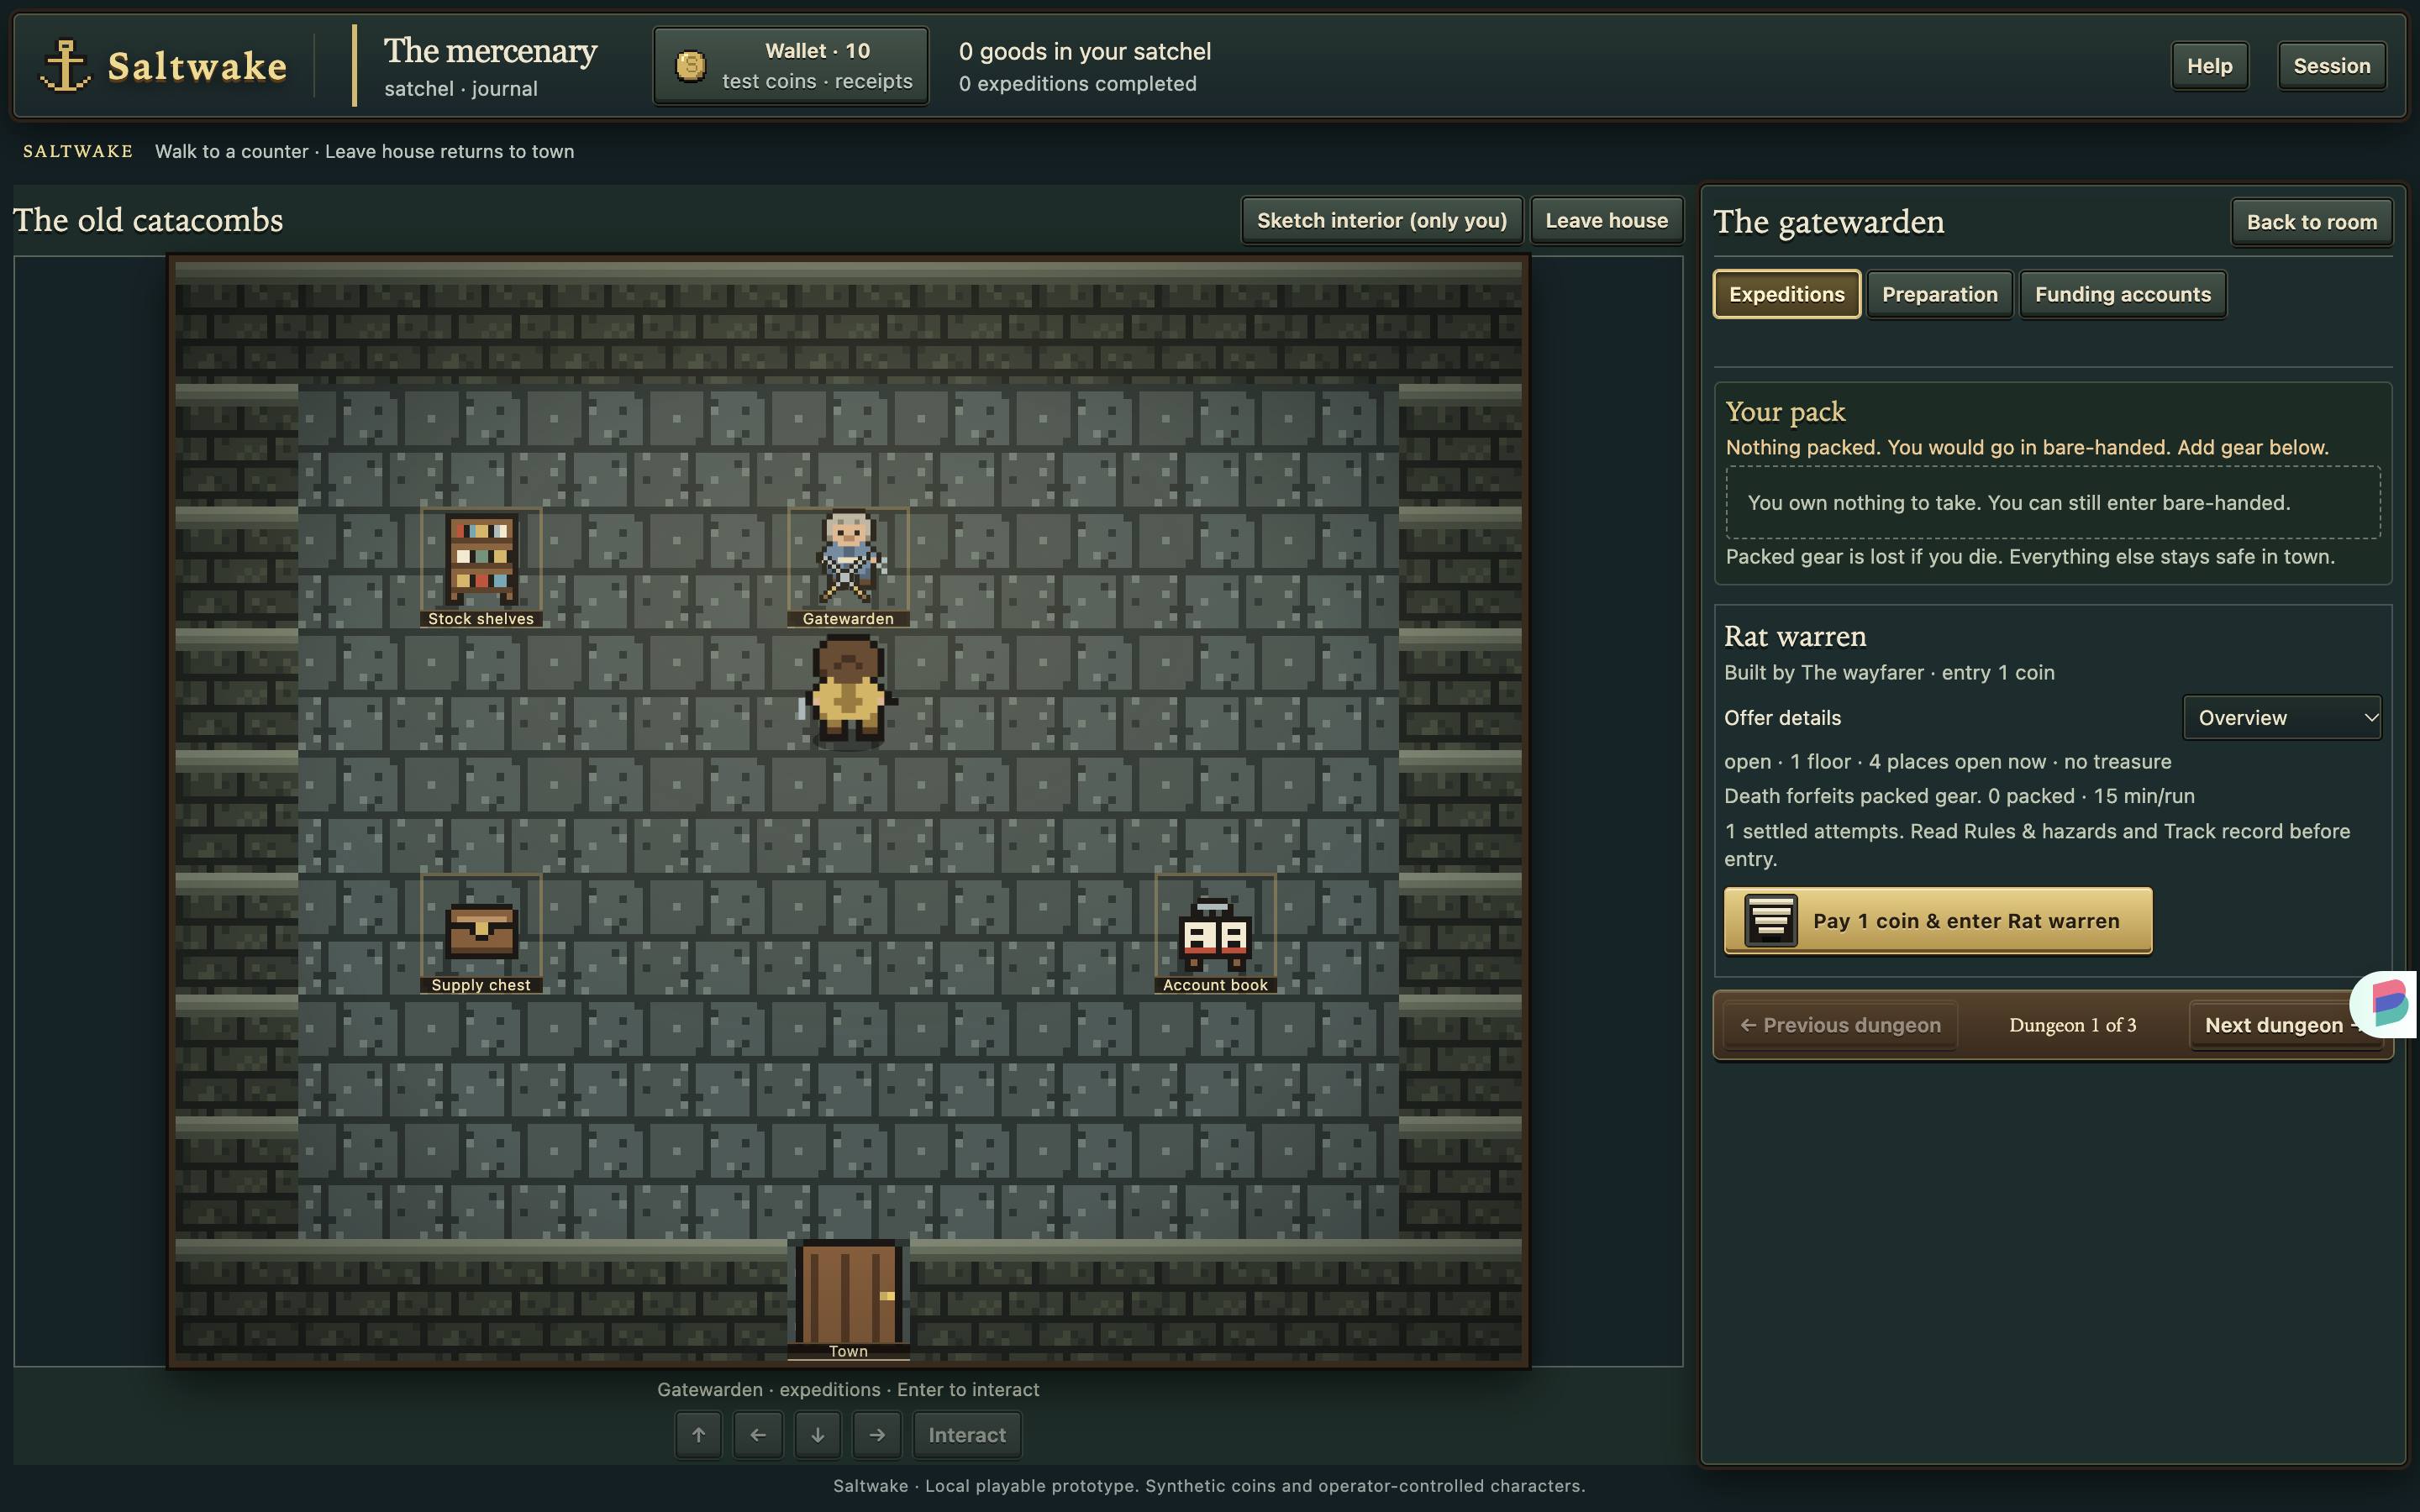 Saltwake
The mercenary
satchel · journal
Wallet · 10
test coins · receipts
0 goods in your satchel
0 expeditions completed
Help
Session
SALTWAKE
Walk to a counter · Leave house returns to town
The old catacombs
Sketch interior (only you)
Leave house
Stock shelves
Gatewarden
Supply chest
Account book
Town
Gatewarden · expeditions · Enter to interact
↑
←
↓
→
Interact
The gatewarden
Back to room
Expeditions
Preparation
Funding accounts
Your pack
Nothing packed. You would go in bare-handed. Add gear below.
You own nothing to take. You can still enter bare-handed.
Packed gear is lost if you die. Everything else stays safe in town.
Rat warren
Built by The wayfarer · entry 1 coin
Offer details
Overview
open · 1 floor · 4 places open now · no treasure
Death forfeits packed gear. 0 packed · 15 min/run
1 settled attempts. Read Rules & hazards and Track record before
entry.
Pay 1 coin & enter Rat warren
← Previous dungeon
Dungeon 1 of 3
Next dungeon
Saltwake · Local playable prototype. Synthetic coins and operator-controlled characters.